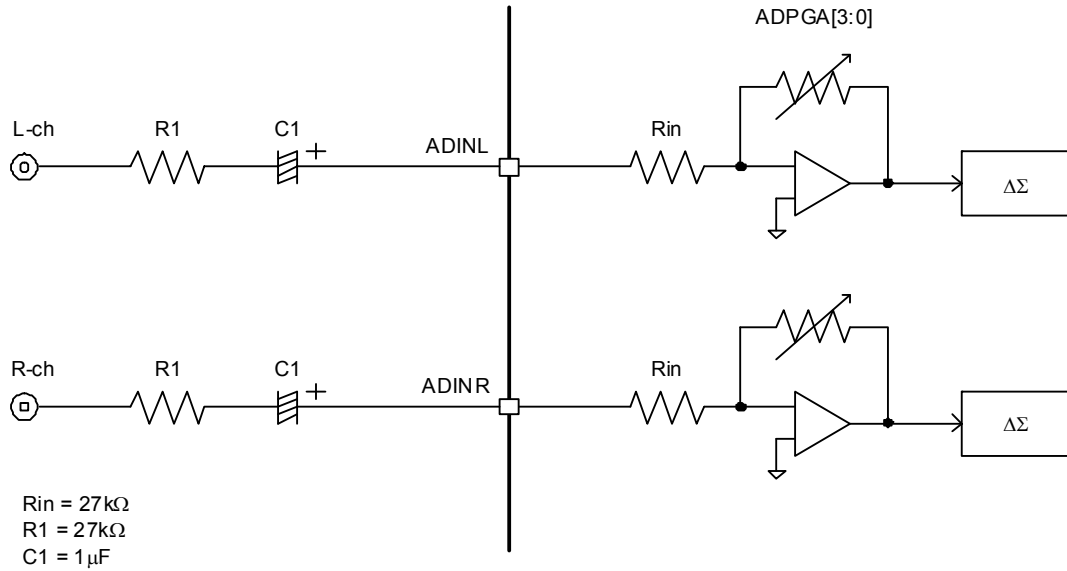 ADPGA[3:0]
L-ch R1 C1 + ADINL Rin
ΔΣ
R-ch R1 C1 + ADINR Rin
ΔΣ
Rin = 27kΩ
R1 = 27kΩ
C1 = 1μF